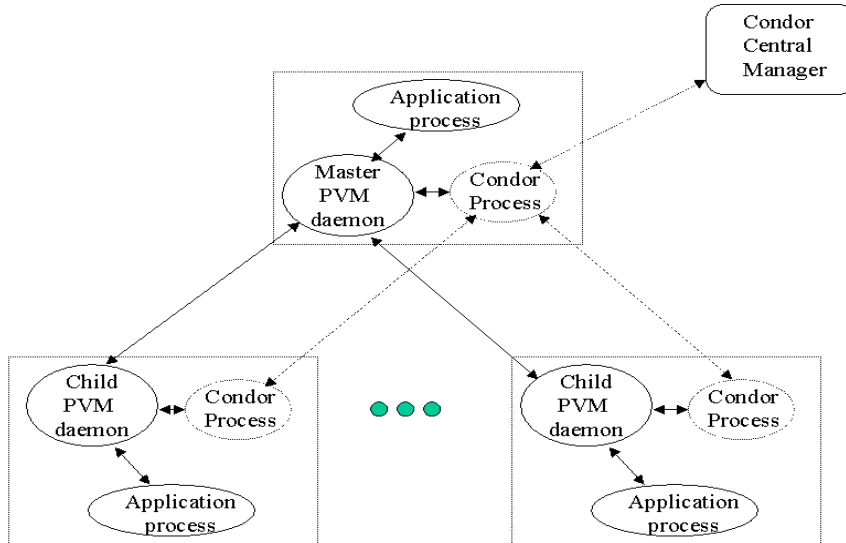 Condor
Central
Manager
Application
process
Master
PVM
daemon
Condor
Process
Child
PVM
daemon
Condor
Process
Application
process
Child
PVM
daemon
Condor
Process
Application
process